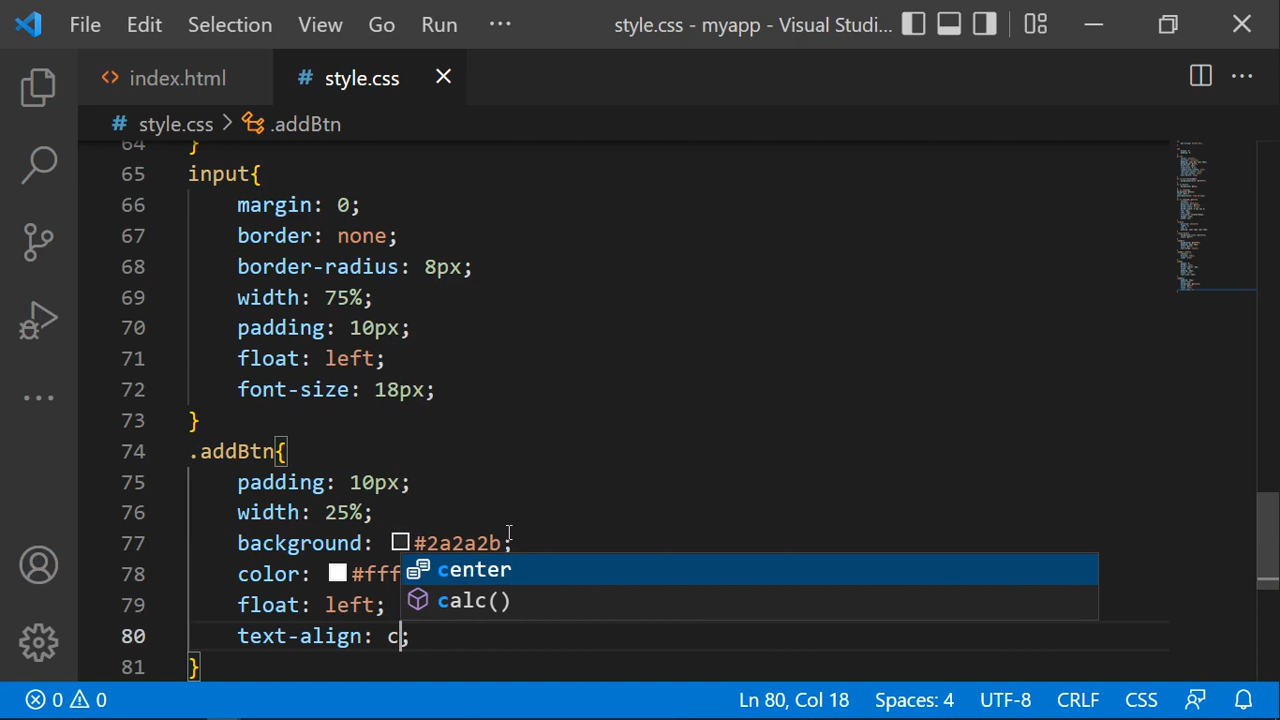 File Edit Selection View Go Run ··· style.css - myapp - Visual Studi...
index.html # style.css
# style.css > .addBtn
64 }
65 input{
66 margin: 0;
67 border: none;
68 border-radius: 8px;
69 width: 75%;
70 padding: 10px;
71 float: left;
72 font-size: 18px;
73 }
74 .addBtn{
75 padding: 10px;
76 width: 25%;
77 background: #2a2a2b;
78 color: #fff
center
79 float: left;
calc()
80 text-align: c;
81 }
0 0 Ln 80, Col 18 Spaces: 4 UTF-8 CRLF CSS